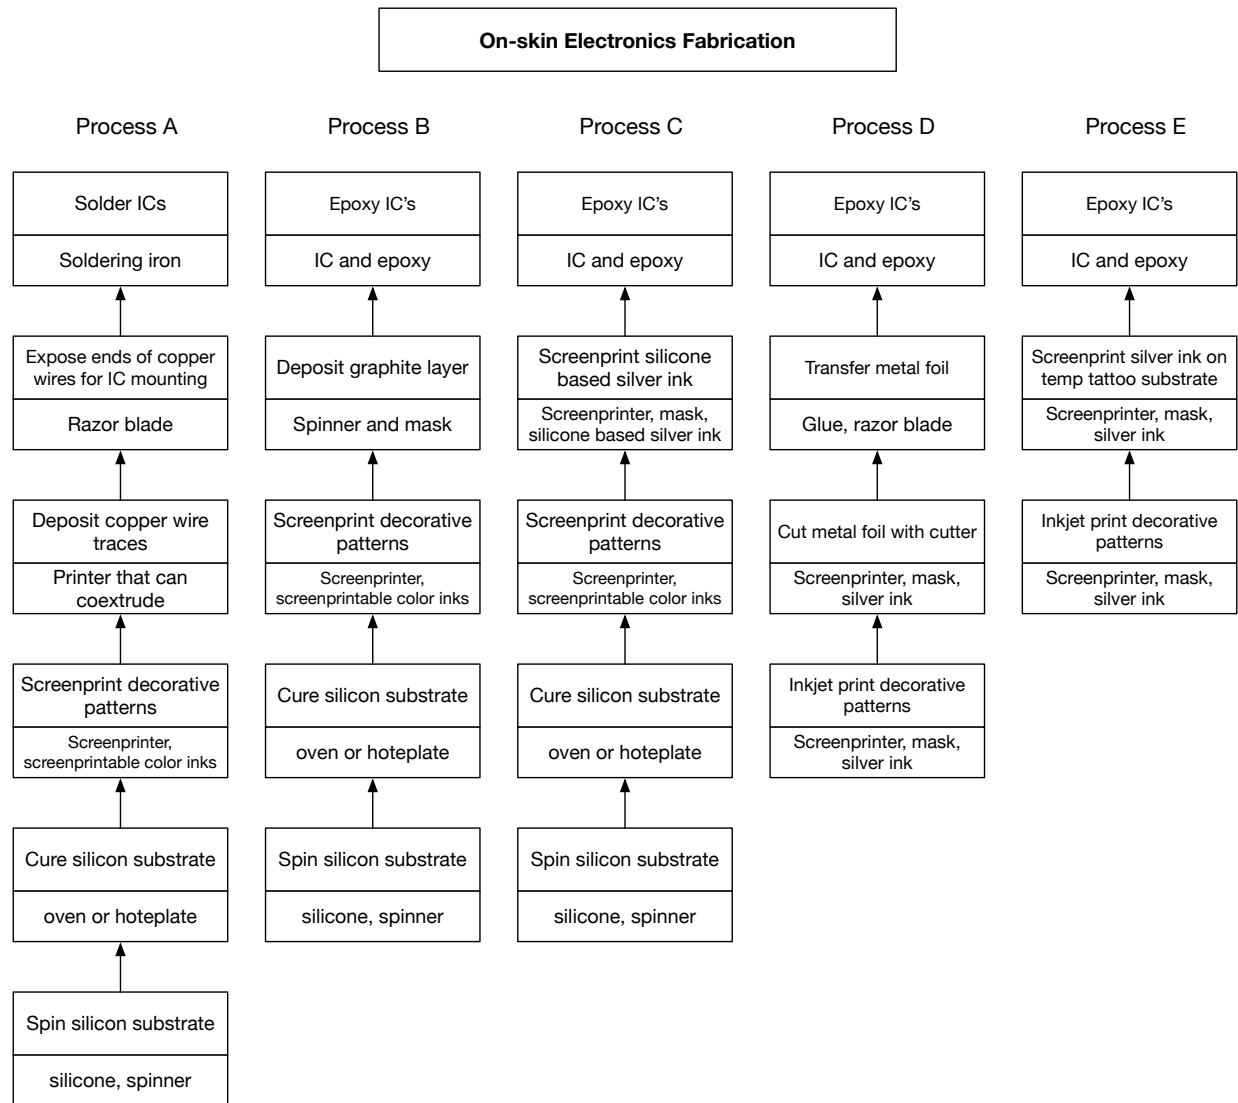 On-skin Electronics Fabrication
Process A
Process B
Process C
Process D
Process E
Solder ICs
Soldering iron
Expose ends of copper
wires for IC mounting
Razor blade
Deposit copper wire
traces
Printer that can
coextrude
Screenprint decorative
patterns
Screenprinter,
screenprintable color inks
Cure silicon substrate
oven or hoteplate
Spin silicon substrate
silicone, spinner
Epoxy IC’s
IC and epoxy
Deposit graphite layer
Spinner and mask
Screenprint decorative
patterns
Screenprinter,
screenprintable color inks
Cure silicon substrate
oven or hoteplate
Spin silicon substrate
silicone, spinner
Epoxy IC’s
IC and epoxy
Screenprint silicone
based silver ink
Screenprinter, mask,
silicone based silver ink
Screenprint decorative
patterns
Screenprinter,
screenprintable color inks
Cure silicon substrate
oven or hoteplate
Spin silicon substrate
silicone, spinner
Epoxy IC’s
IC and epoxy
Transfer metal foil
Glue, razor blade
Cut metal foil with cutter
Screenprinter, mask,
silver ink
Inkjet print decorative
patterns
Screenprinter, mask,
silver ink
Epoxy IC’s
IC and epoxy
Screenprint silver ink on
temp tattoo substrate
Screenprinter, mask,
silver ink
Inkjet print decorative
patterns
Screenprinter, mask,
silver ink